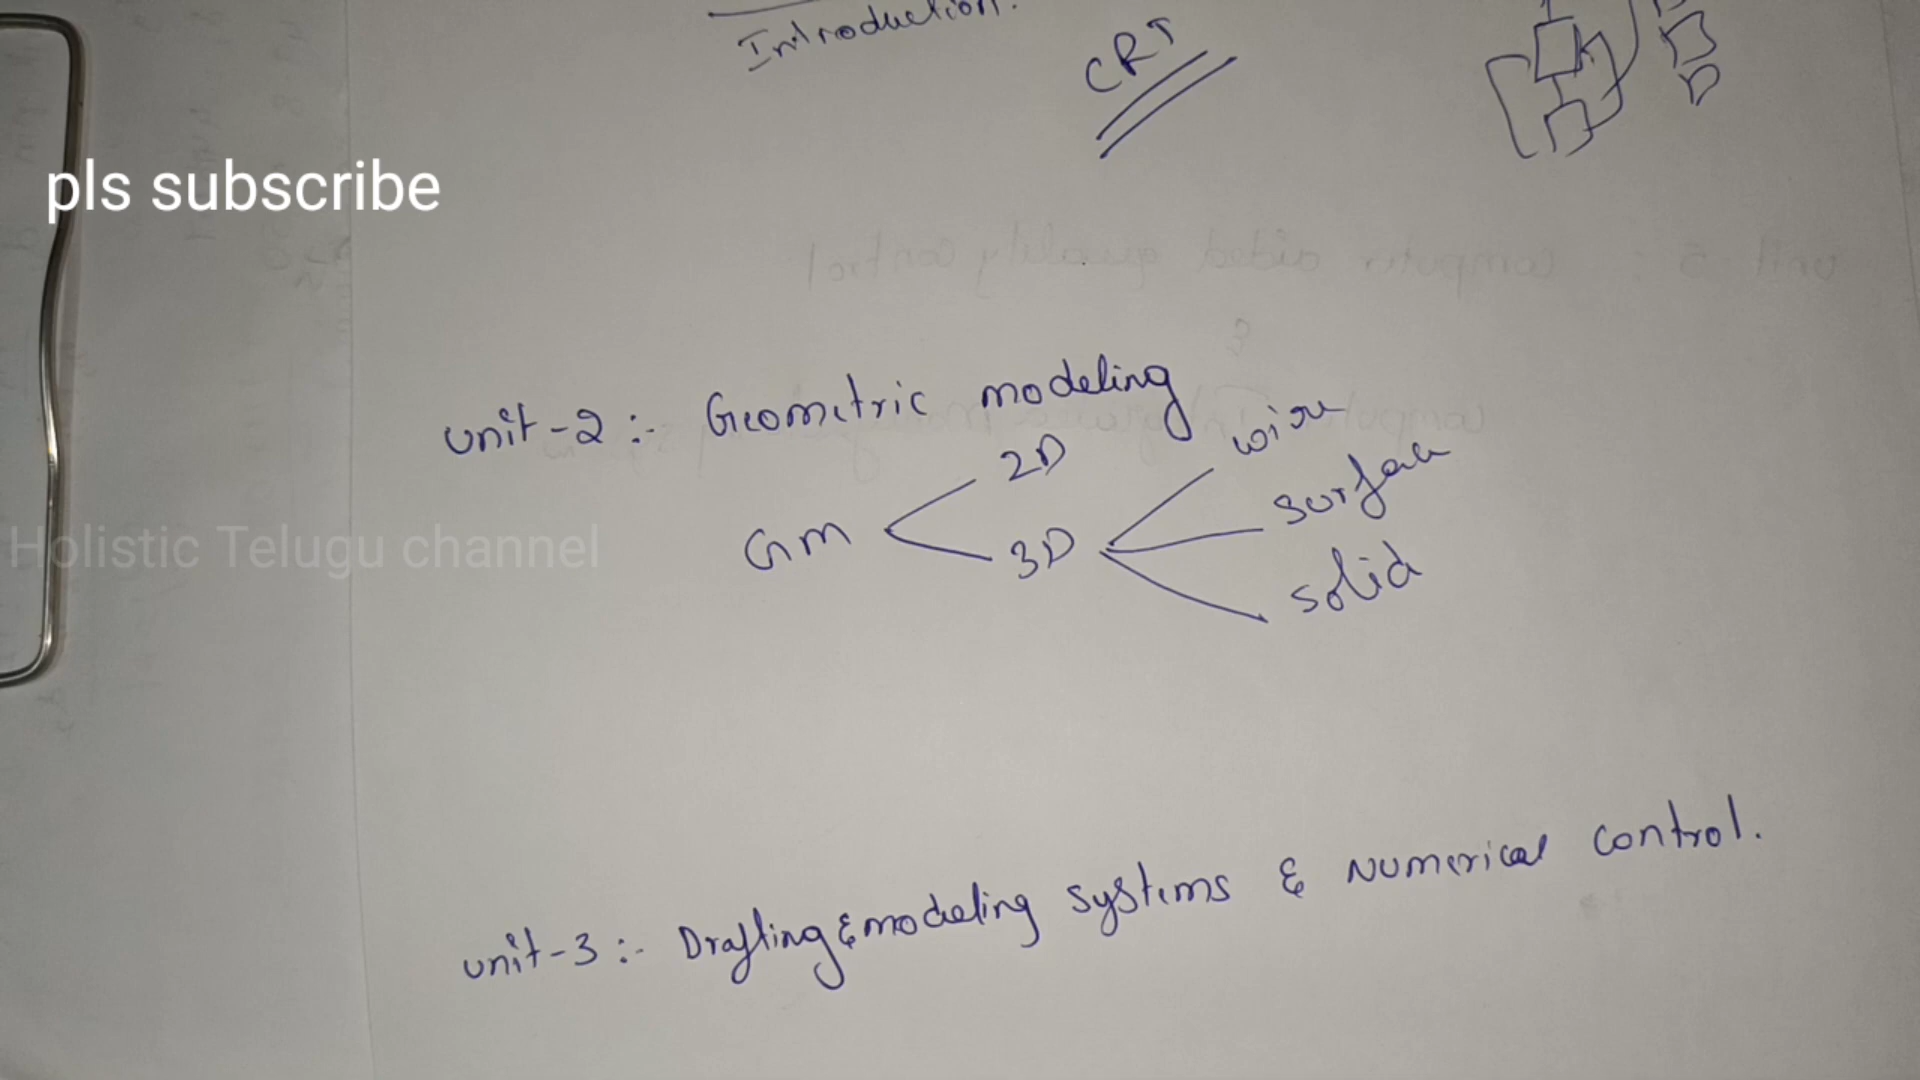 Introduction.
CRT
pls subscribe
unit-2 :- Geometric modeling
2D
wire
surface
GM
3D
solid
Holistic Telugu channel
unit-3 :- Drafting & modeling systems & Numerical control.